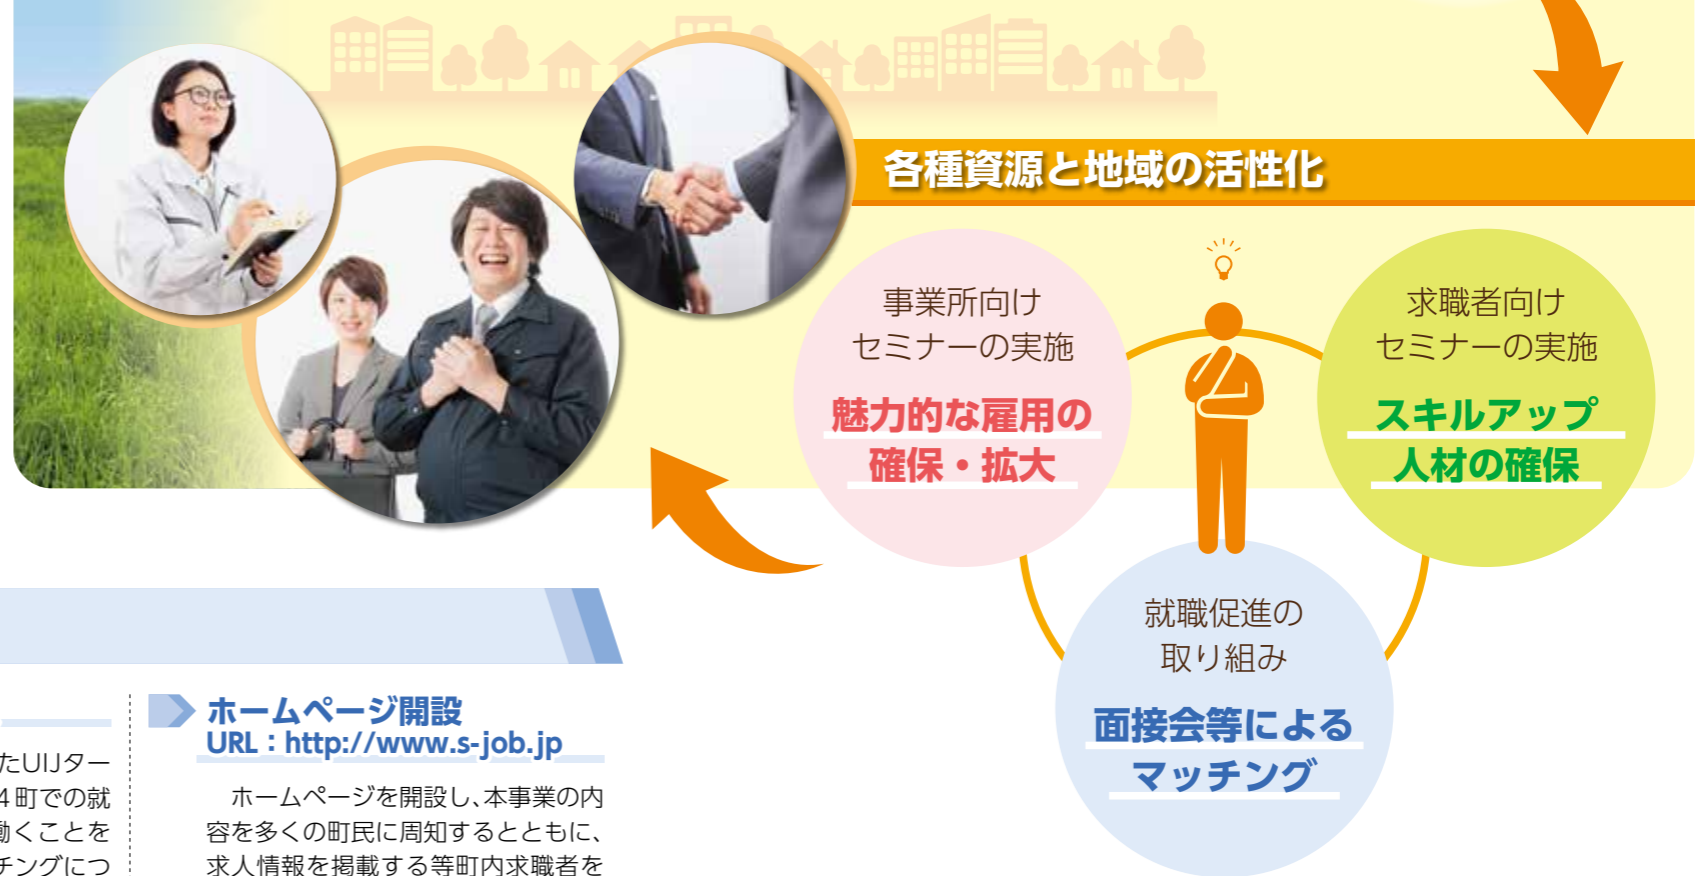 各種資源と地域の活性化
事業所向け
セミナーの実施
魅力的な雇用の
確保・拡大
求職者向け
セミナーの実施
スキルアップ
人材の確保
就職促進の
取り組み
面接会等による
マッチング
たUIJター
4町での就
働くことを
チングにつ
ホームページ開設
URL：http://www.s-job.jp
ホームページを開設し、本事業の内
容を多くの町民に周知するとともに、
求人情報を掲載する等町内求職者を